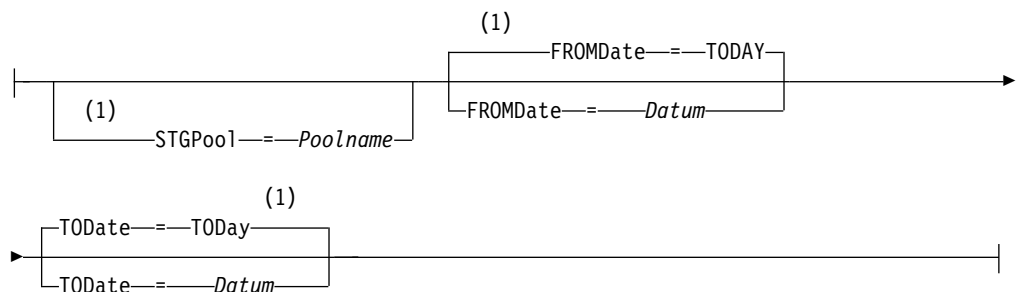 (1)
FROMDate = TODAY
FROMDate = Datum
(1)
STGPool = Poolname
(1)
TODate = TODay
TODate = Datum